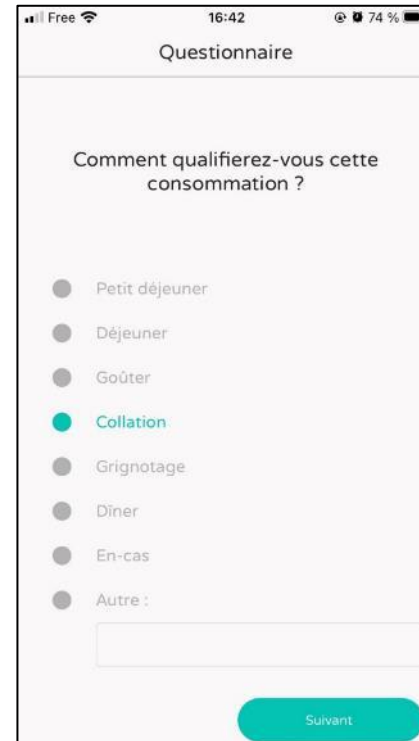 Free 16:42 74 %
Questionnaire
Comment qualifierez-vous cette
consommation ?
Petit déjeuner
Déjeuner
Goûter
Collation
Grignotage
Dîner
En-cas
Autre :
Suivant